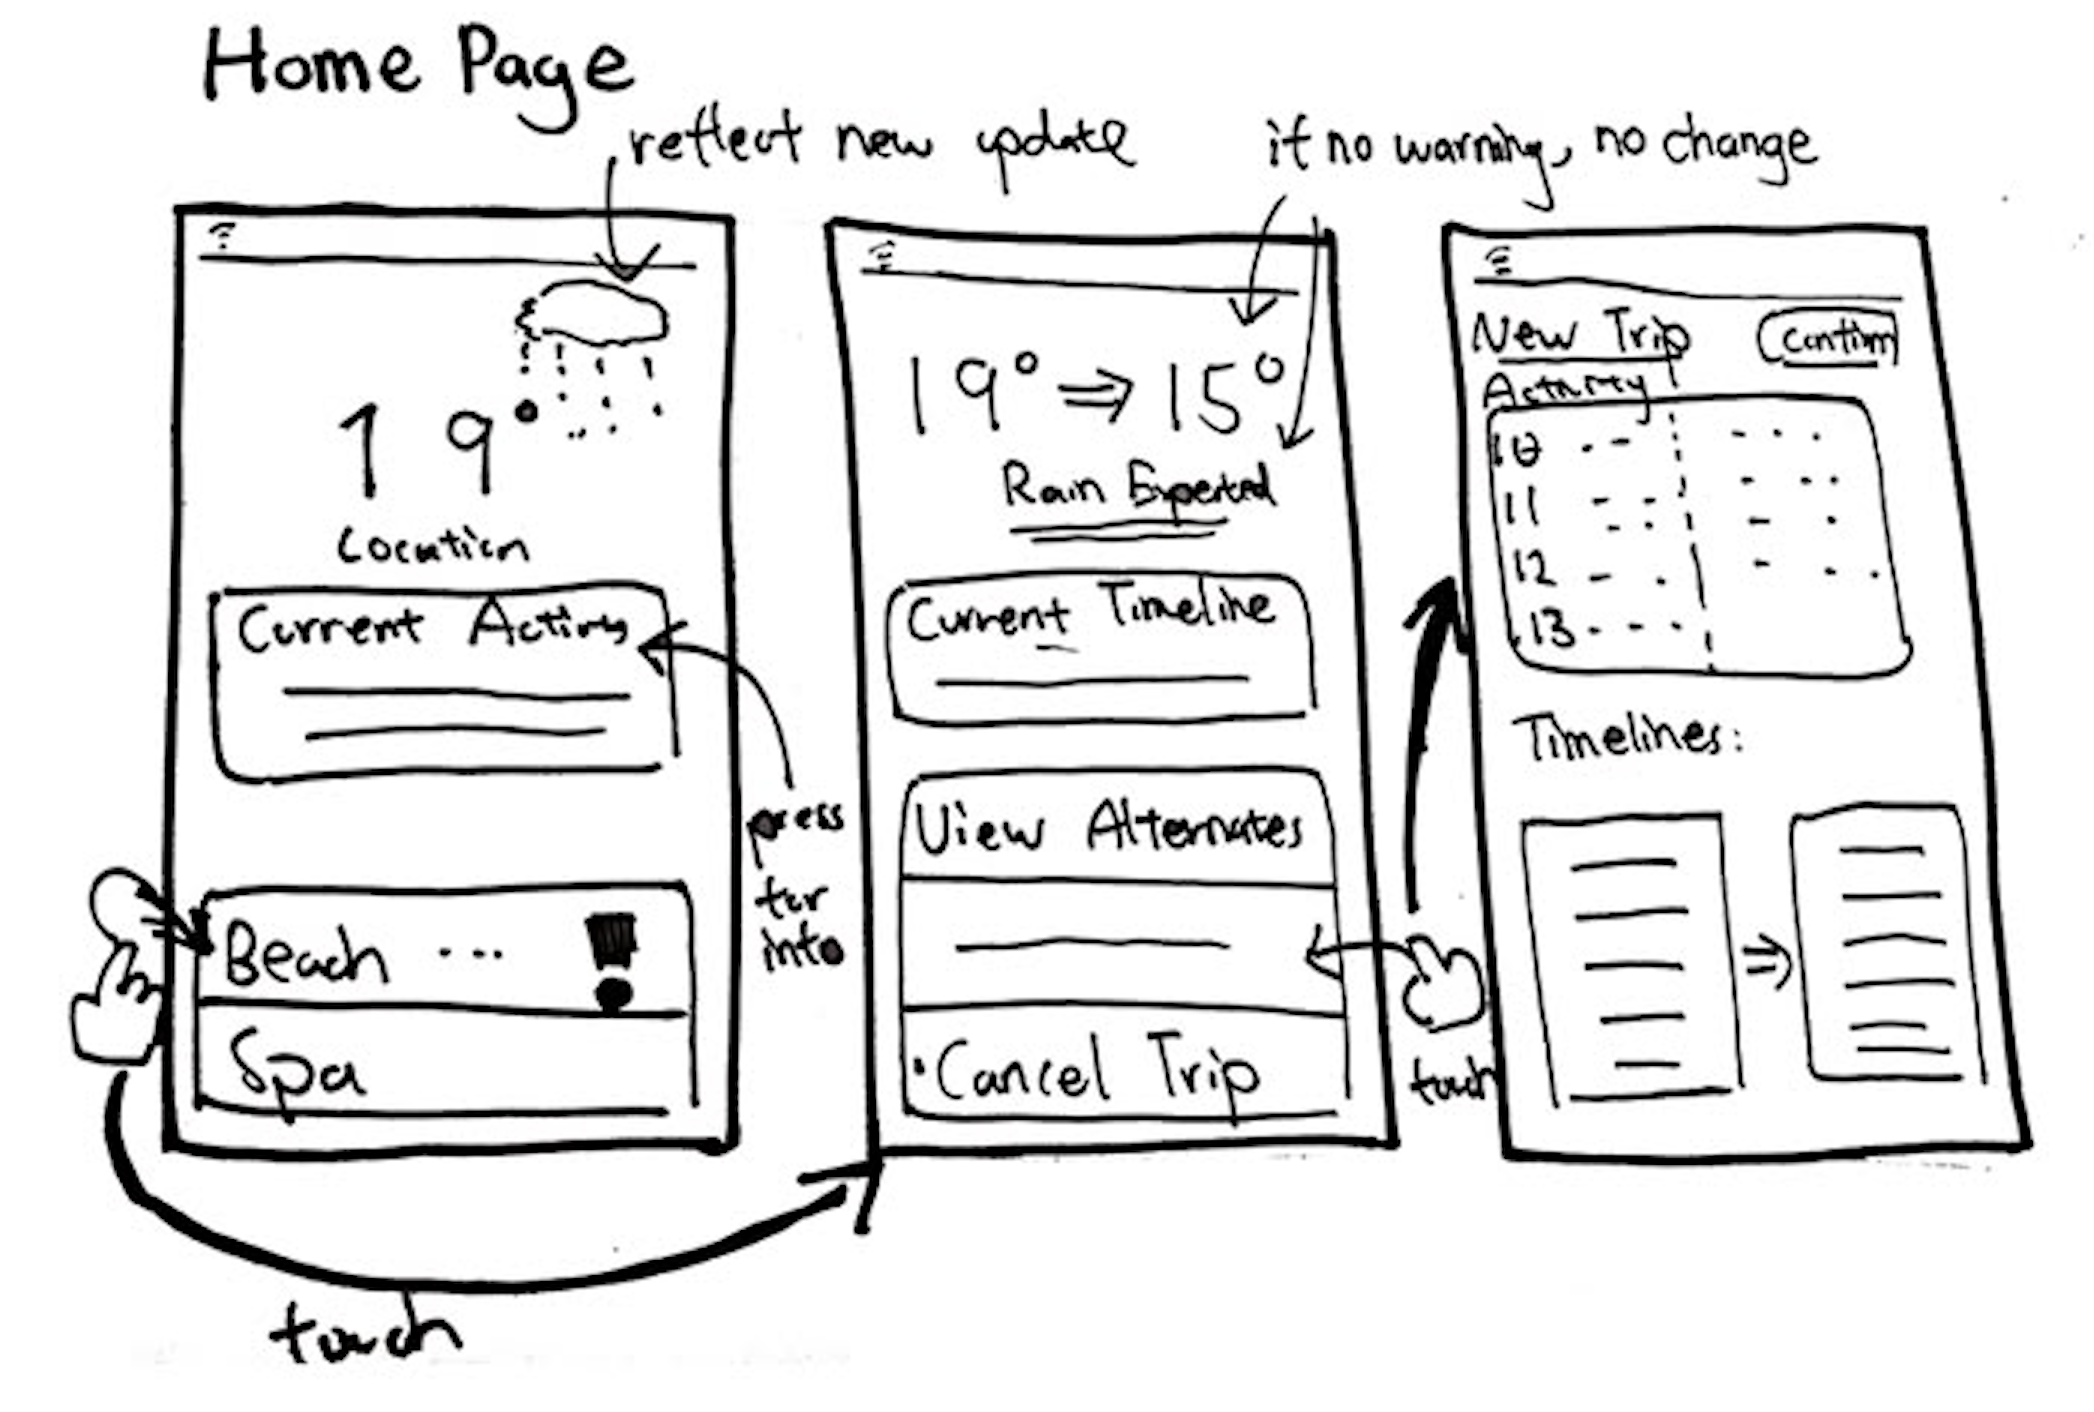 Home Page
reflect new update
if no warning, no change
19°
Location
Current Activity
press
for
info
Beach ... !
Spa
touch
19° ⇒ 15°
Rain Expected
Current Timeline
View Alternates
Cancel Trip
touch
New Trip
Confirm
Activity
10
11
12
13
Timelines:
⇒